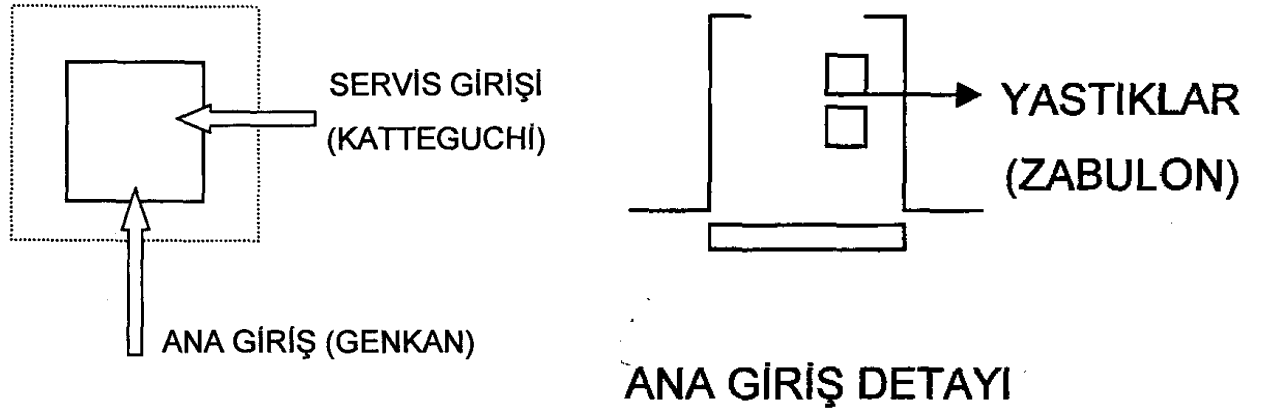 SERVİS GİRİŞİ
(KATTEGUCHİ)
ANA GİRİŞ (GENKAN)
YASTIKLAR
(ZABULON)
ANA GİRİŞ DETAYI